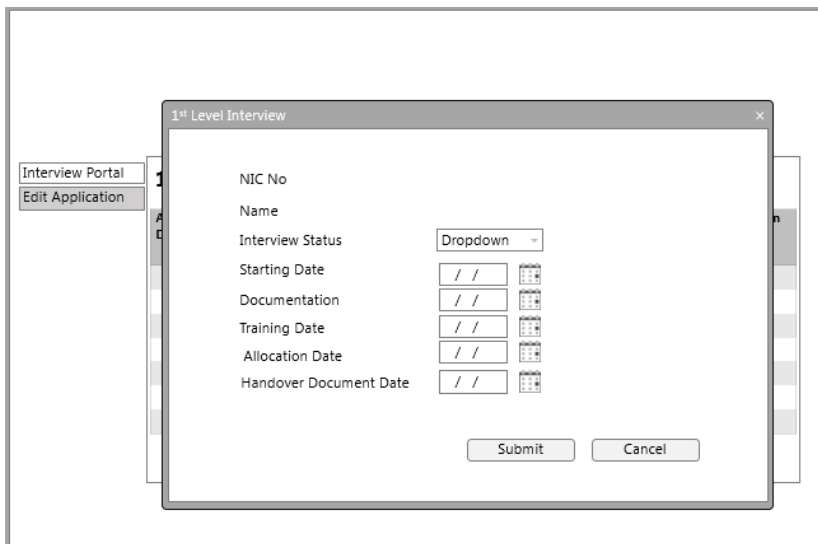 1st Level Interview ×
Interview Portal
Edit Application
1
A
D
n
NIC No
Name
Interview Status Dropdown
Starting Date / /
Documentation / /
Training Date / /
Allocation Date / /
Handover Document Date / /
Submit Cancel